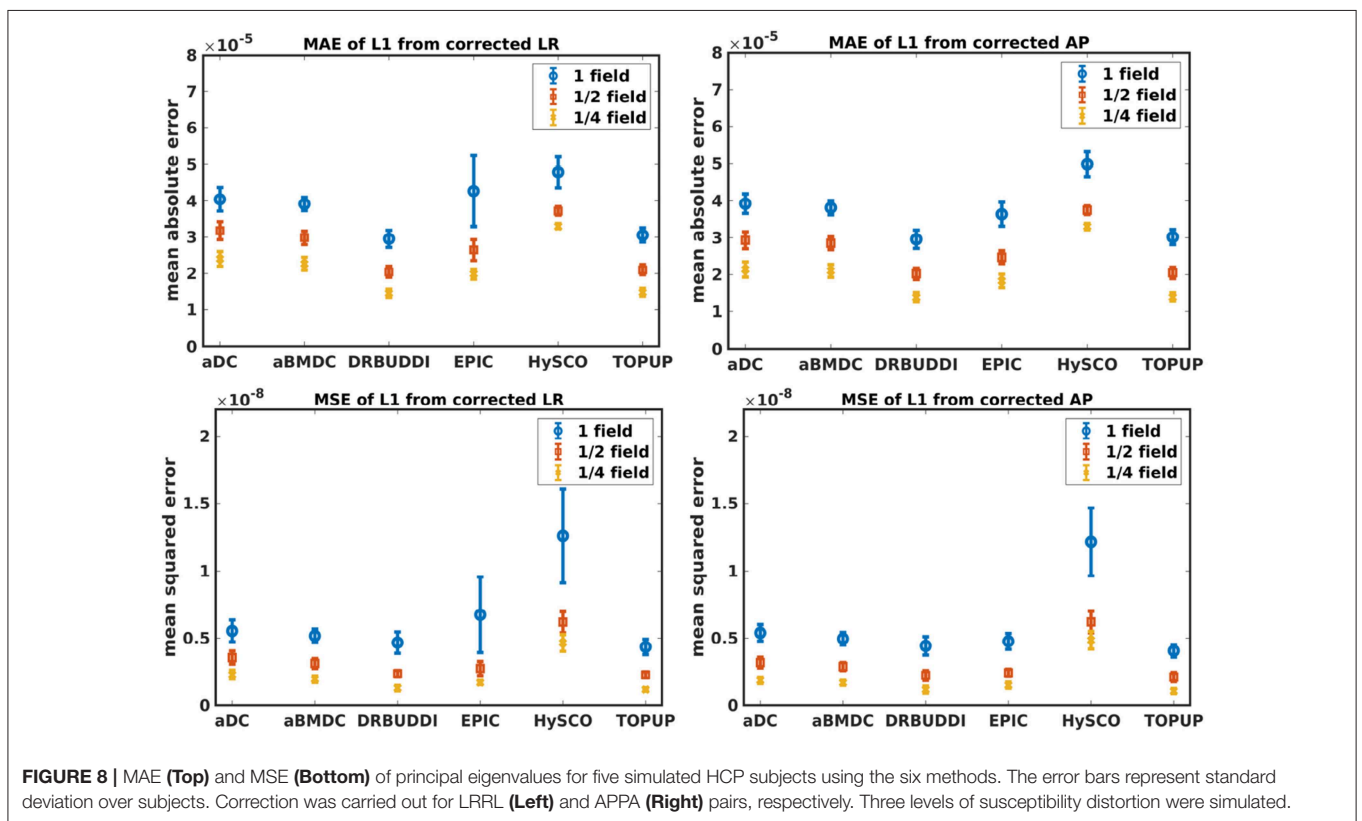 ×10⁻⁵
MAE of L1 from corrected LR
8
7
6
5
4
3
2
1
0
mean absolute error
1 field
1/2 field
1/4 field
aDC aBMDC DRBUDDI EPIC HySCO TOPUP
×10⁻⁵
MAE of L1 from corrected AP
8
7
6
5
4
3
2
1
0
mean absolute error
1 field
1/2 field
1/4 field
aDC aBMDC DRBUDDI EPIC HySCO TOPUP
×10⁻⁸
MSE of L1 from corrected LR
2
1.5
1
0.5
0
mean squared error
1 field
1/2 field
1/4 field
aDC aBMDC DRBUDDI EPIC HySCO TOPUP
×10⁻⁸
MSE of L1 from corrected AP
2
1.5
1
0.5
0
mean squared error
1 field
1/2 field
1/4 field
aDC aBMDC DRBUDDI EPIC HySCO TOPUP
FIGURE 8 | MAE (Top) and MSE (Bottom) of principal eigenvalues for five simulated HCP subjects using the six methods. The error bars represent standard
deviation over subjects. Correction was carried out for LRRL (Left) and APPA (Right) pairs, respectively. Three levels of susceptibility distortion were simulated.